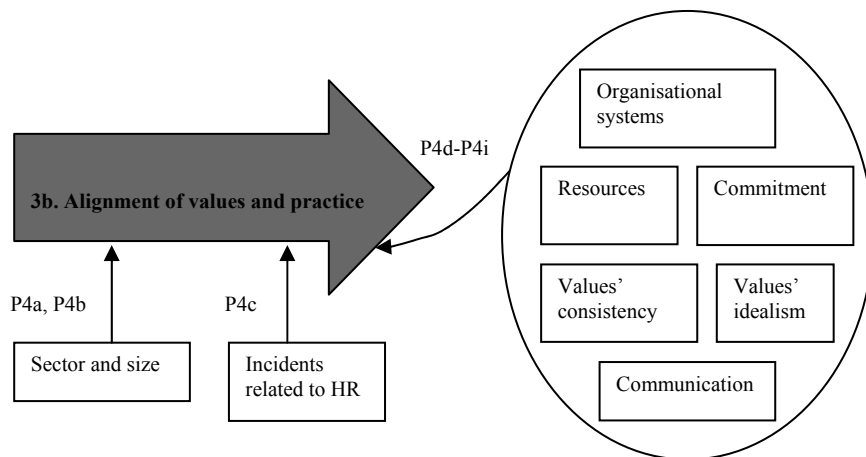 Organisational
systems
P4d-P4i
Resources
Commitment
3b. Alignment of values and practice
Values’
consistency
Values’
idealism
P4a, P4b
P4c
Sector and size
Incidents
related to HR
Communication